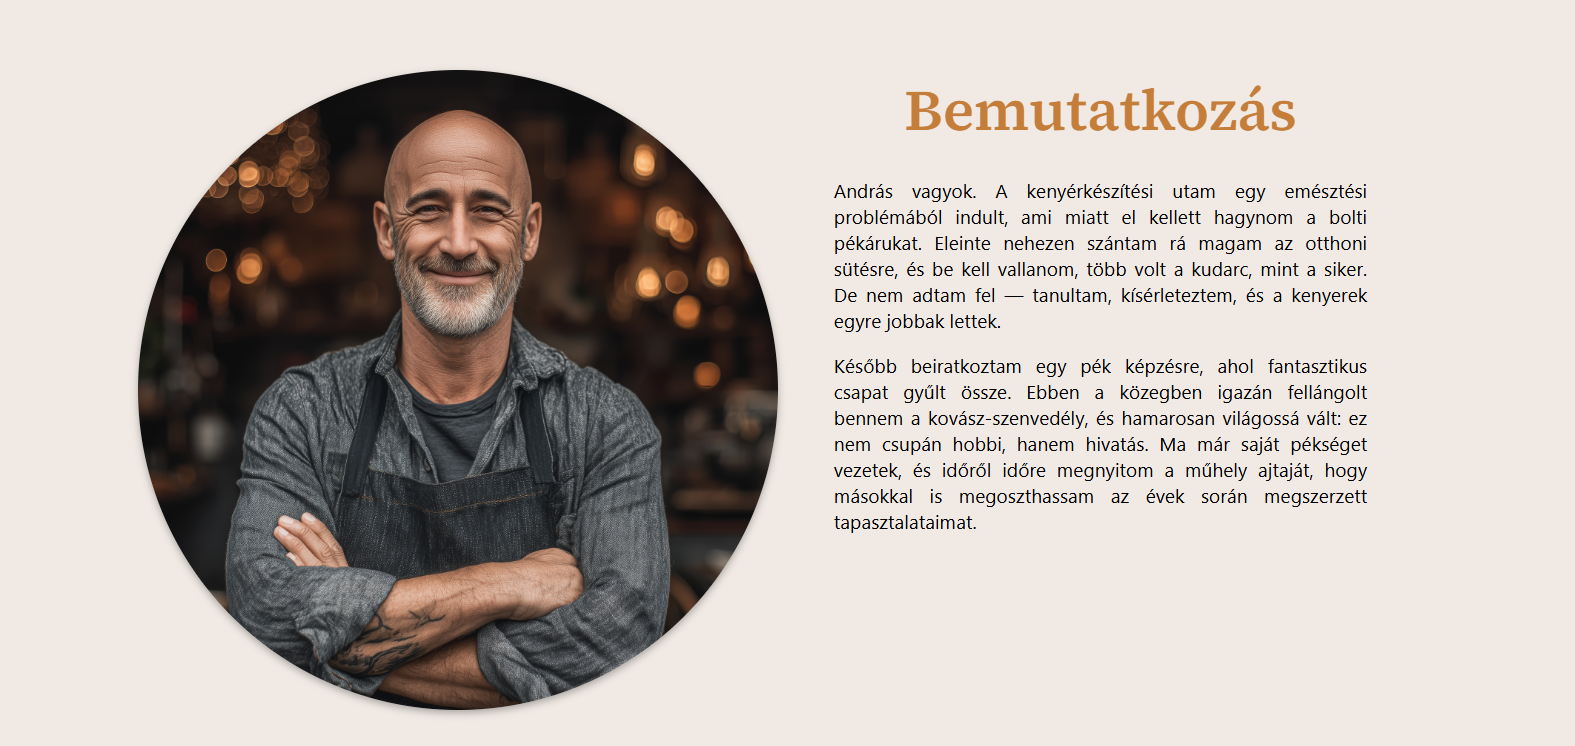 Bemutatkozás
András vagyok. A kenyérkészítési utam egy emésztési
problémából indult, ami miatt el kellett hagynom a bolti
pékárukat. Eleinte nehezen szántam rá magam az otthoni
sütésre, és be kell vallanom, több volt a kudarc, mint a siker.
De nem adtam fel — tanultam, kísérleteztem, és a kenyerek
egyre jobbak lettek.
Később beiratkoztam egy pék képzésre, ahol fantasztikus
csapat gyűlt össze. Ebben a közegben igazán fellángolt
bennem a kovász-szenvedély, és hamarosan világossá vált: ez
nem csupán hobbi, hanem hivatás. Ma már saját pékséget
vezetek, és időről időre megnyitom a műhely ajtaját, hogy
másokkal is megoszthassam az évek során megszerzett
tapasztalataimat.